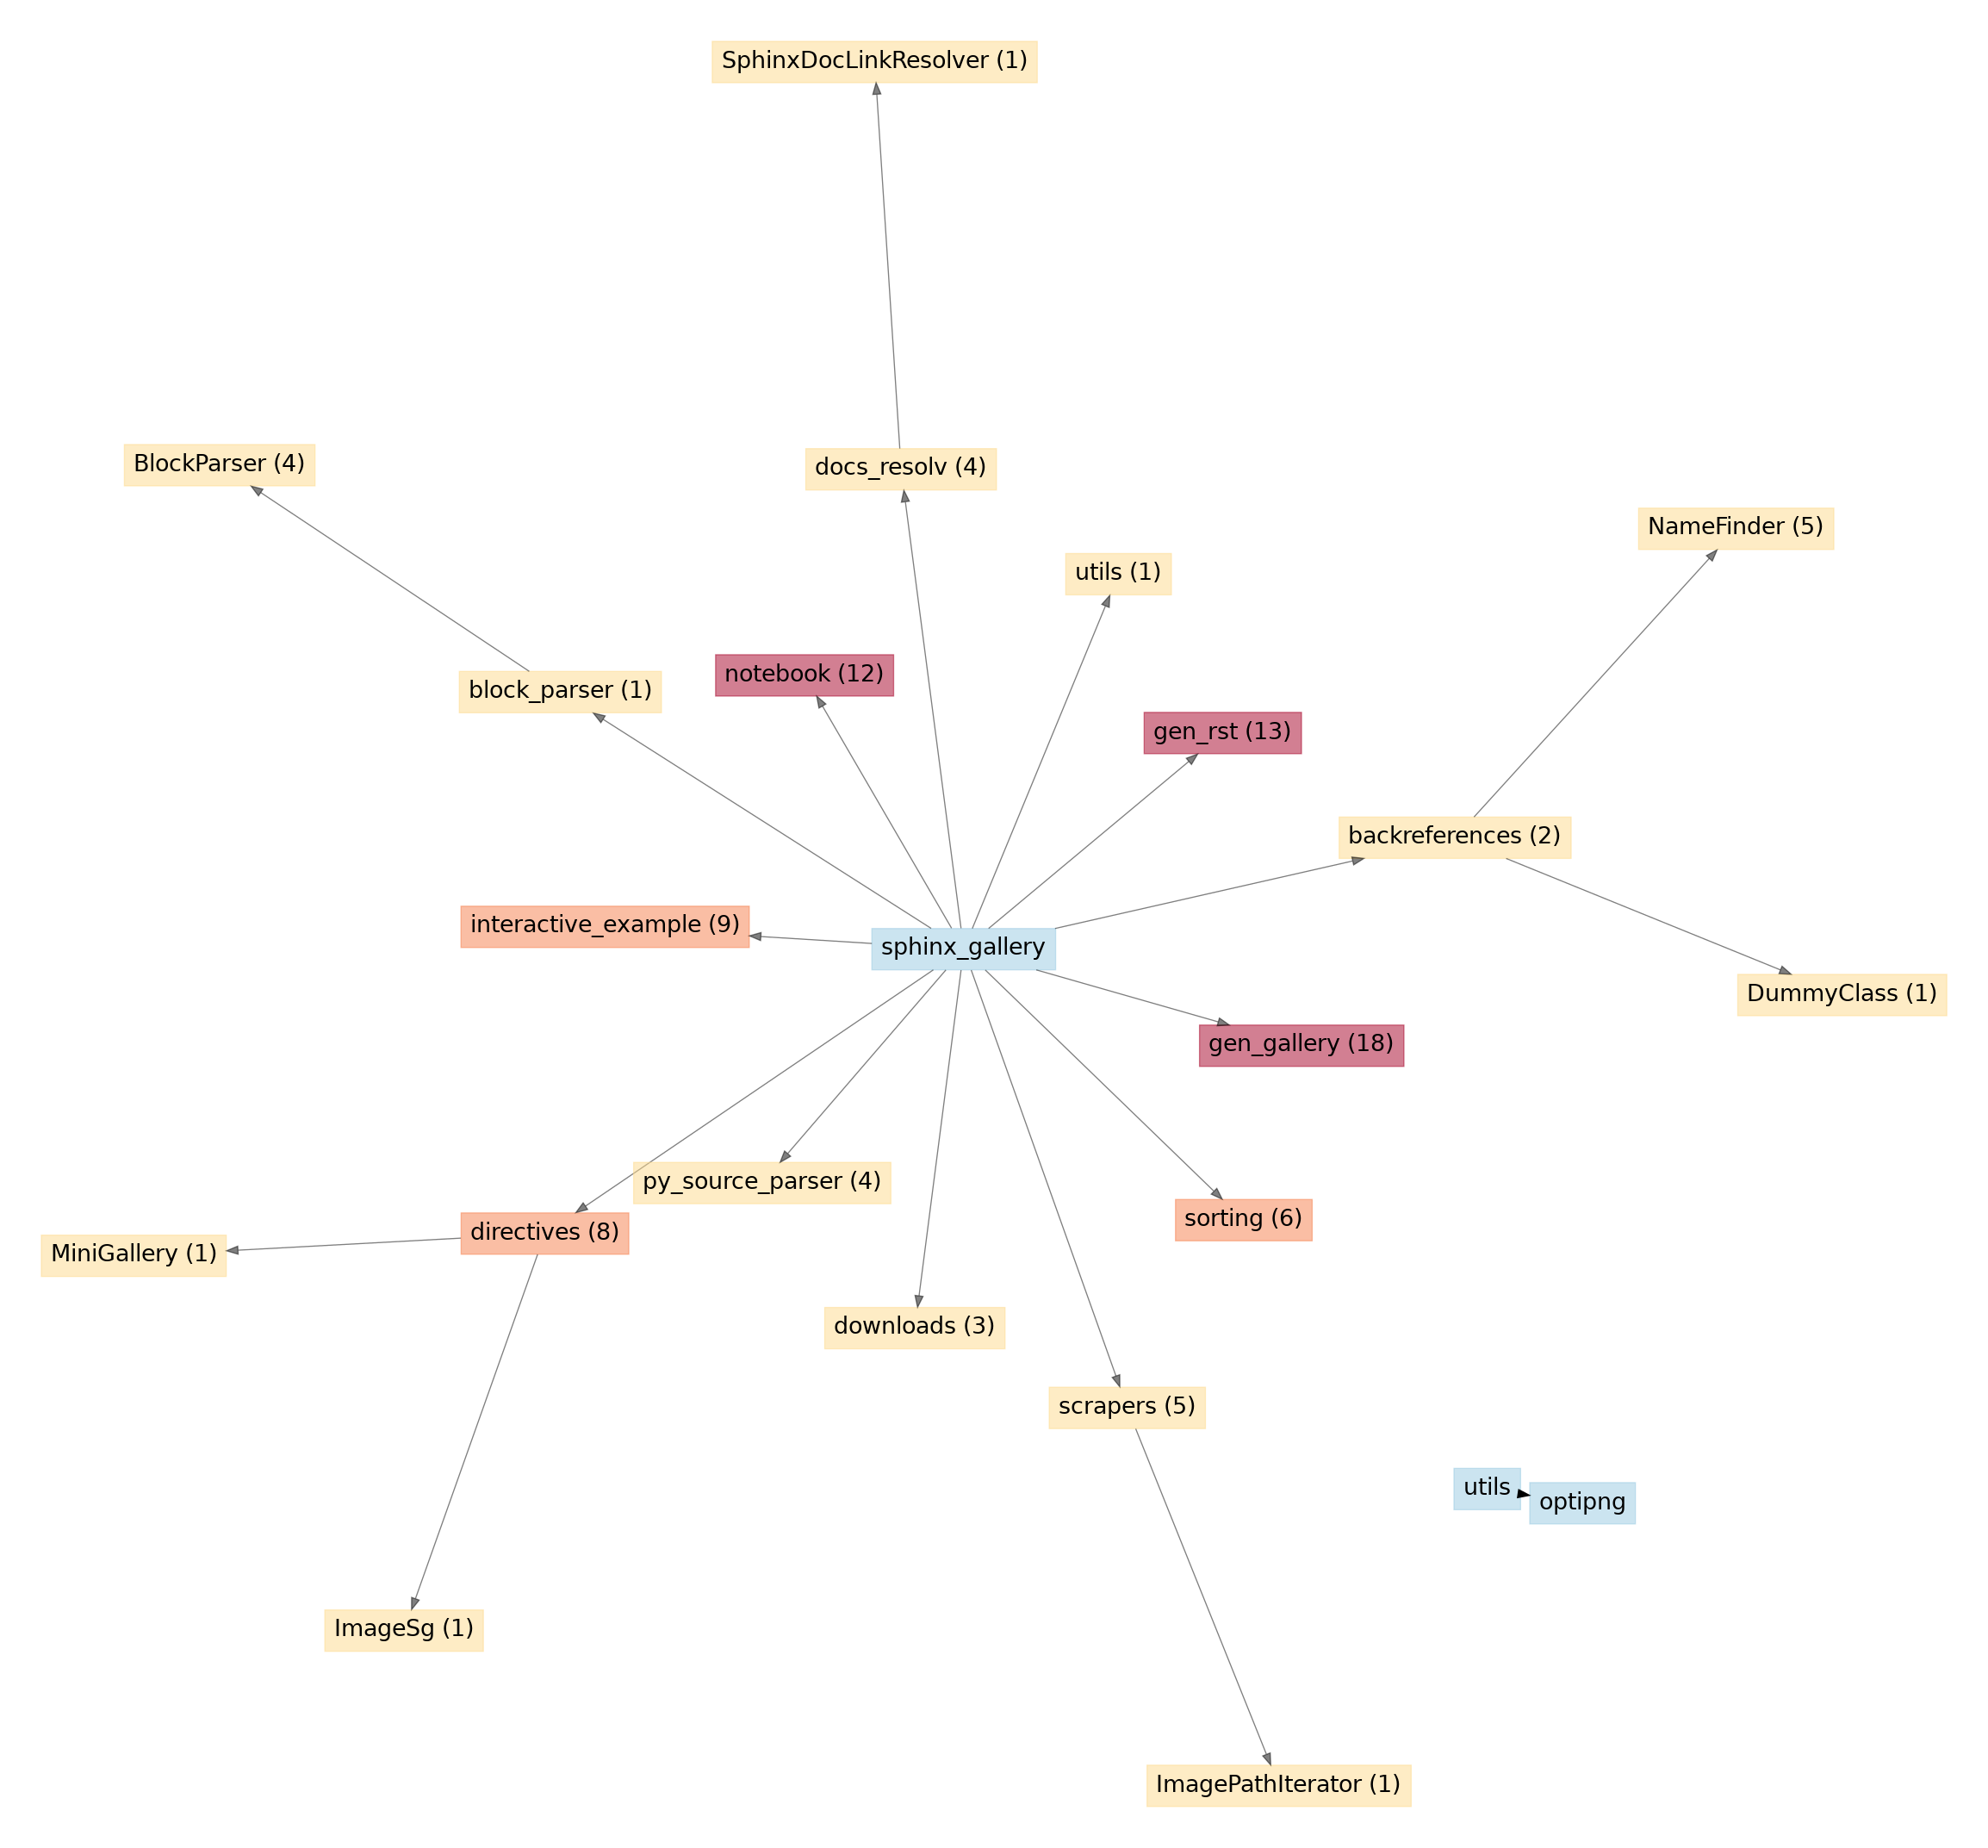 SphinxDocLinkResolver (1)
BlockParser (4)
docs_resolv (4)
NameFinder (5)
utils (1)
notebook (12)
block_parser (1)
gen_rst (13)
backreferences (2)
interactive_example (9)
sphinx_gallery
DummyClass (1)
gen_gallery (18)
py_source_parser (4)
sorting (6)
directives (8)
MiniGallery (1)
downloads (3)
scrapers (5)
utils
optipng
ImageSg (1)
ImagePathIterator (1)